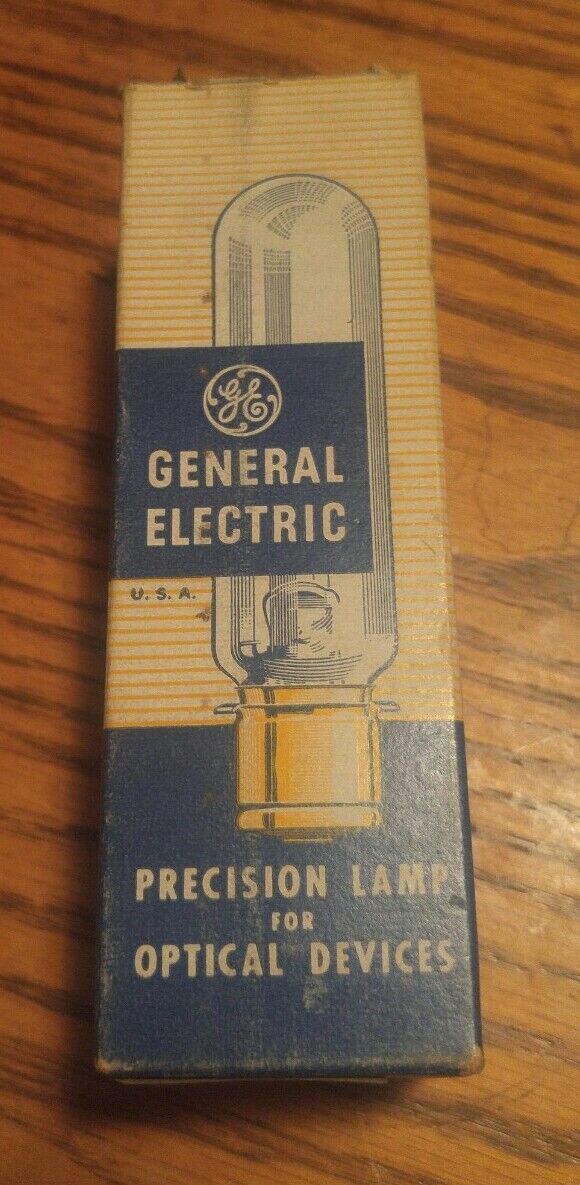 GE
GENERAL
ELECTRIC
U.S.A.
PRECISION LAMP
FOR
OPTICAL DEVICES